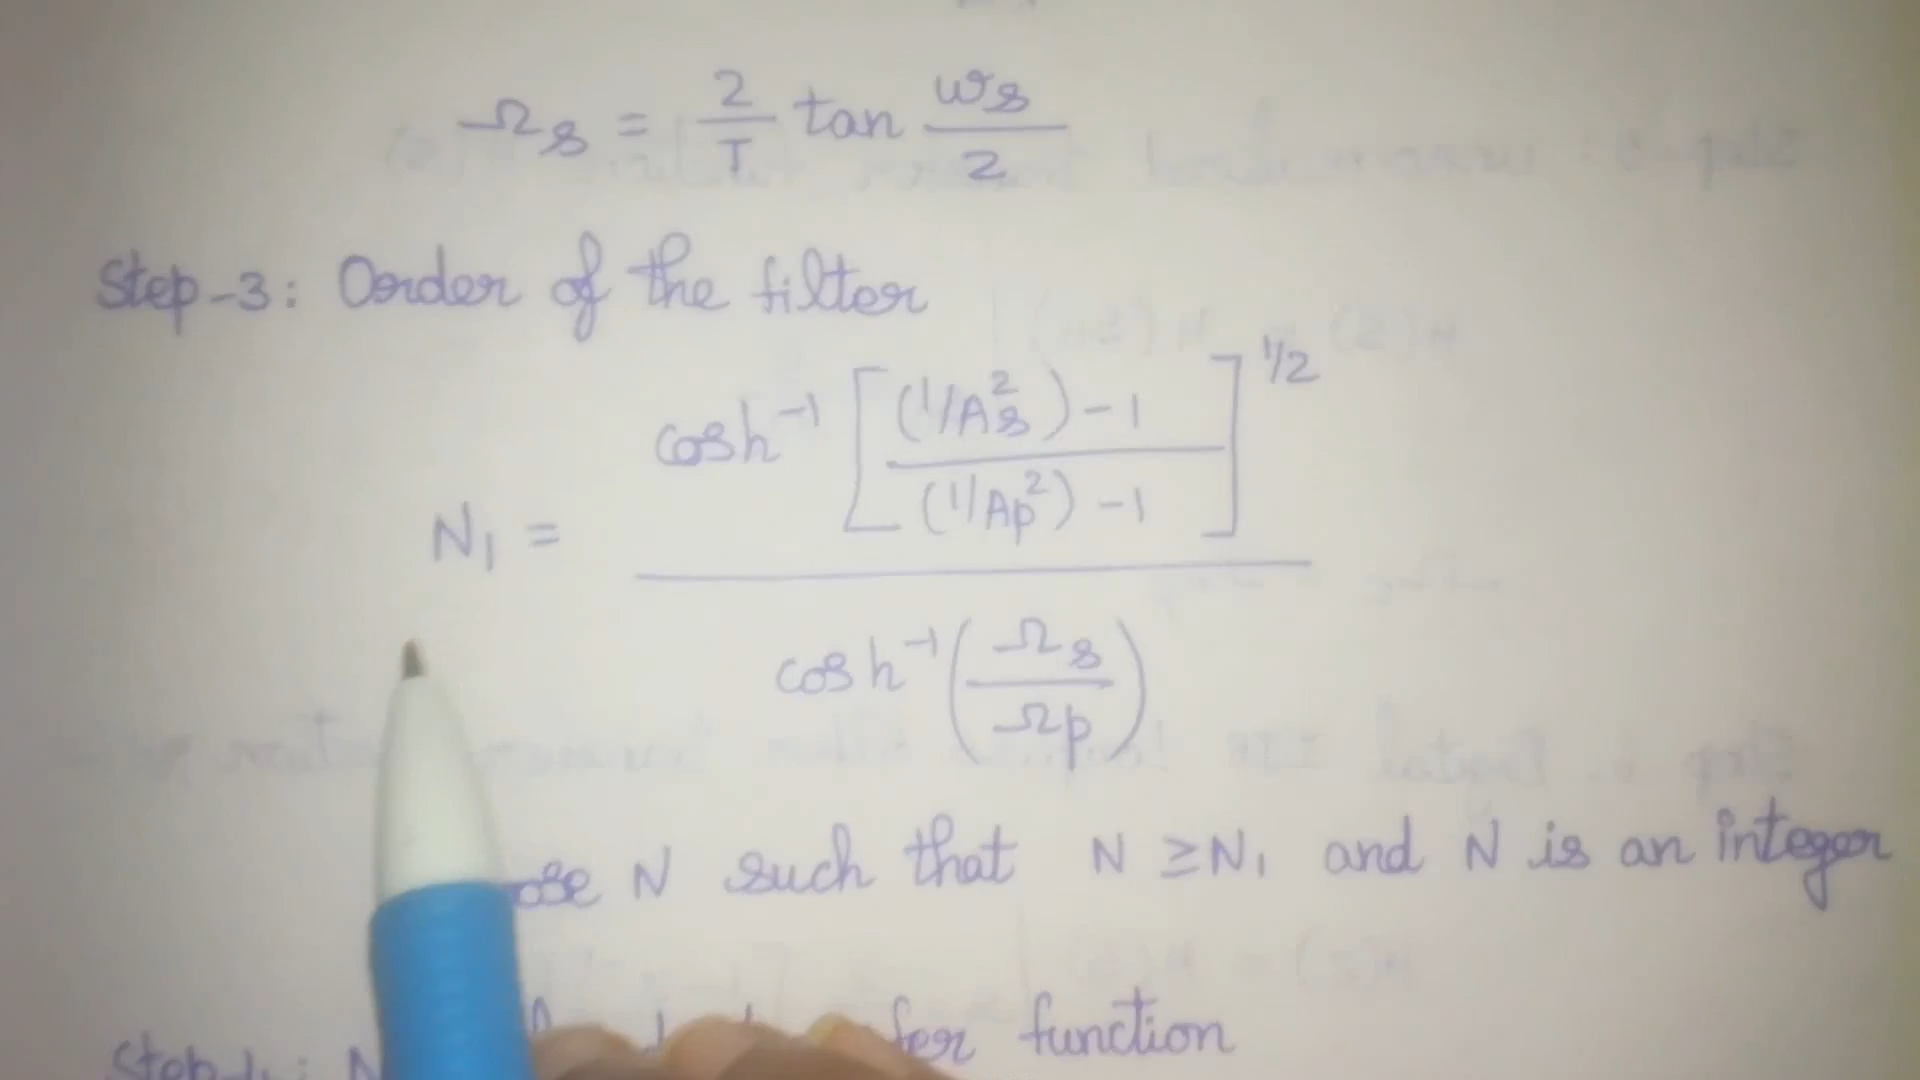 Ωs = 2/T tan ws/2
Step-3: Order of the filter
N1 = cosh⁻¹ [ (1/As²) - 1 / (1/Ap²) - 1 ]^1/2 / cosh⁻¹ (Ωs / Ωp)
N such that N ≥ N1 and N is an integer
function